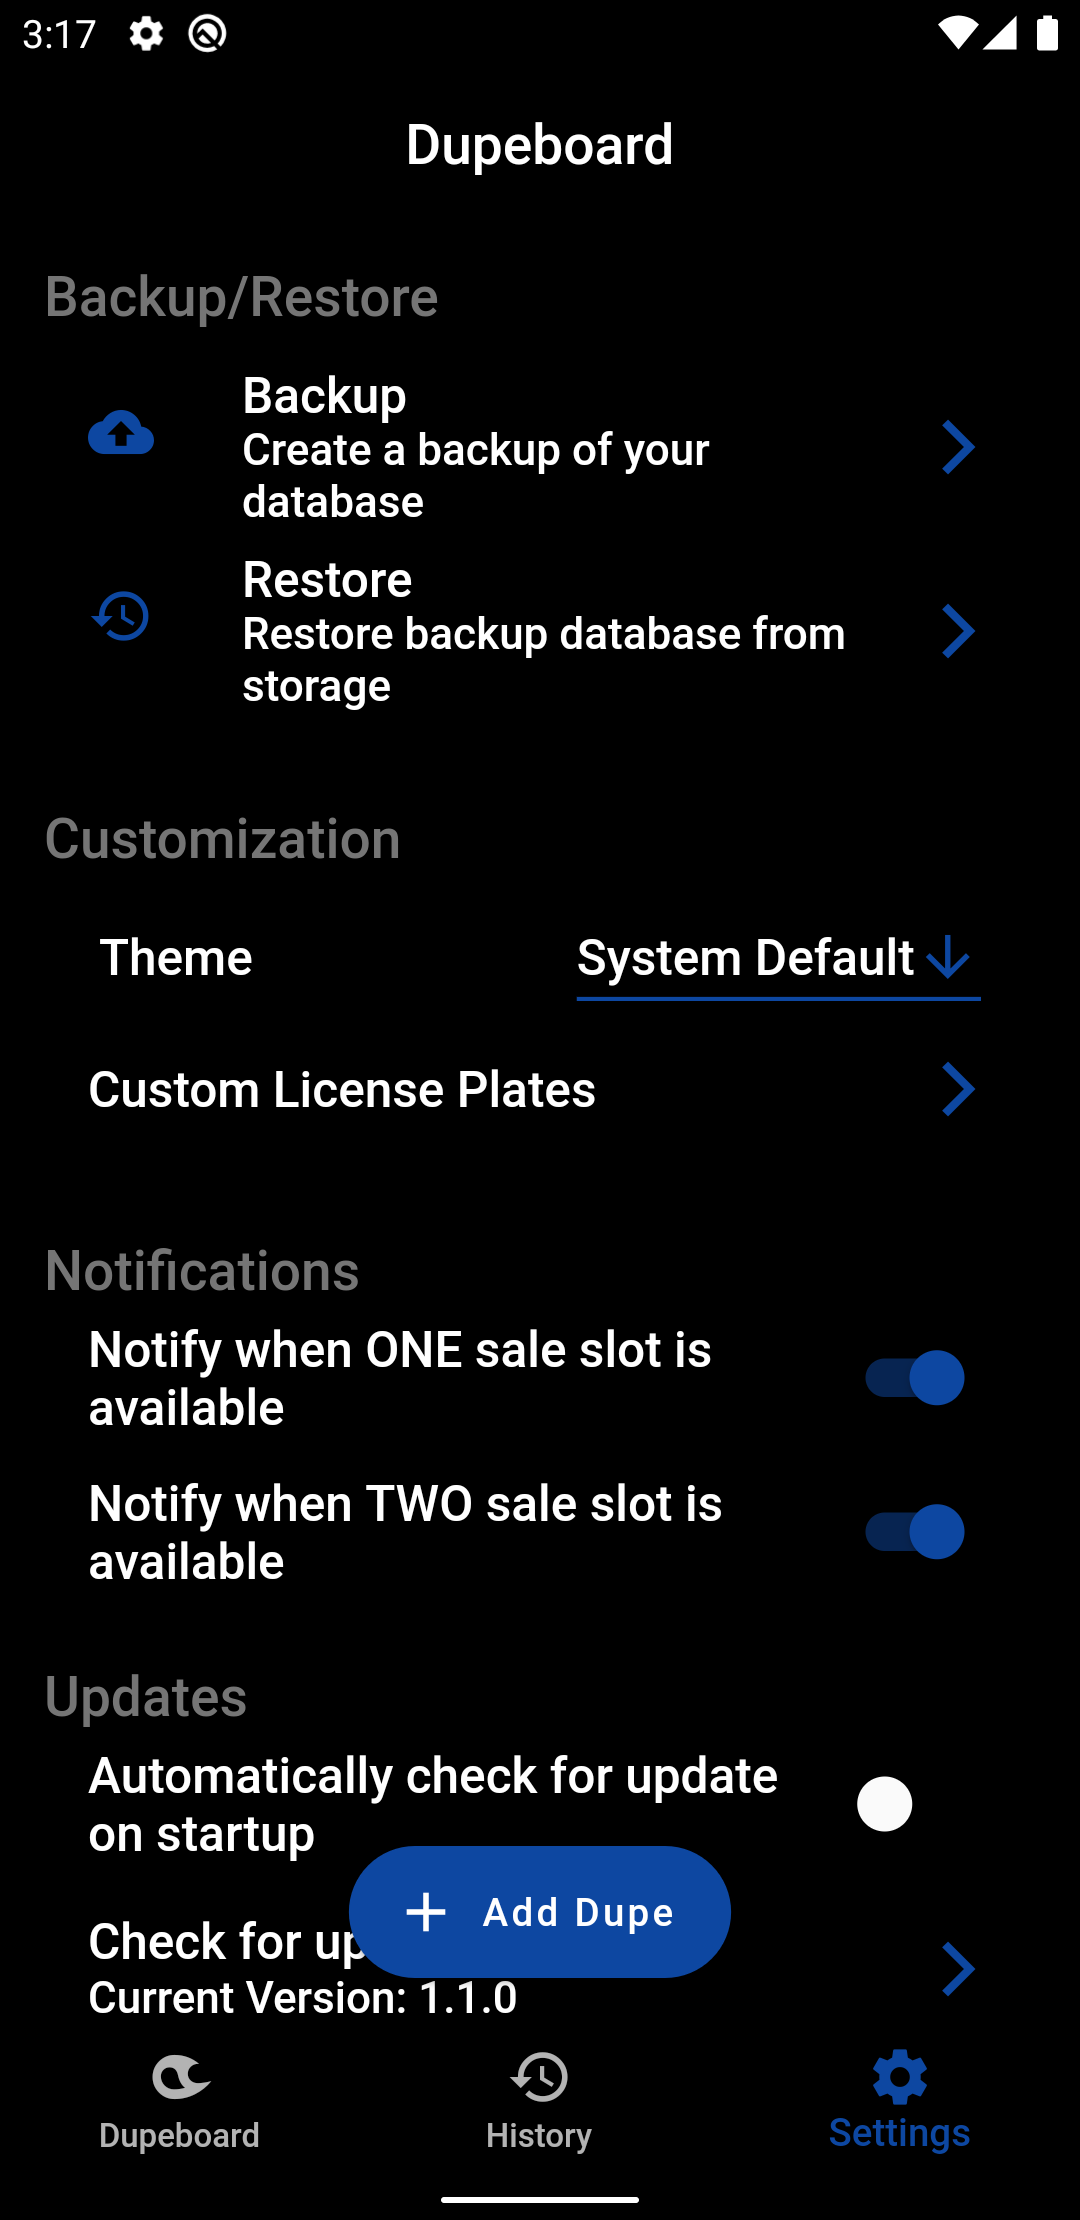 3:17
Dupeboard
Backup/Restore
Backup
Create a backup of your
database
Restore
Restore backup database from
storage
Customization
Theme
System Default
Custom License Plates
Notifications
Notify when ONE sale slot is
available
Notify when TWO sale slot is
available
Updates
Automatically check for update
on startup
Add Dupe
Check for
Current Version: 1.1.0
Dupeboard
History
Settings